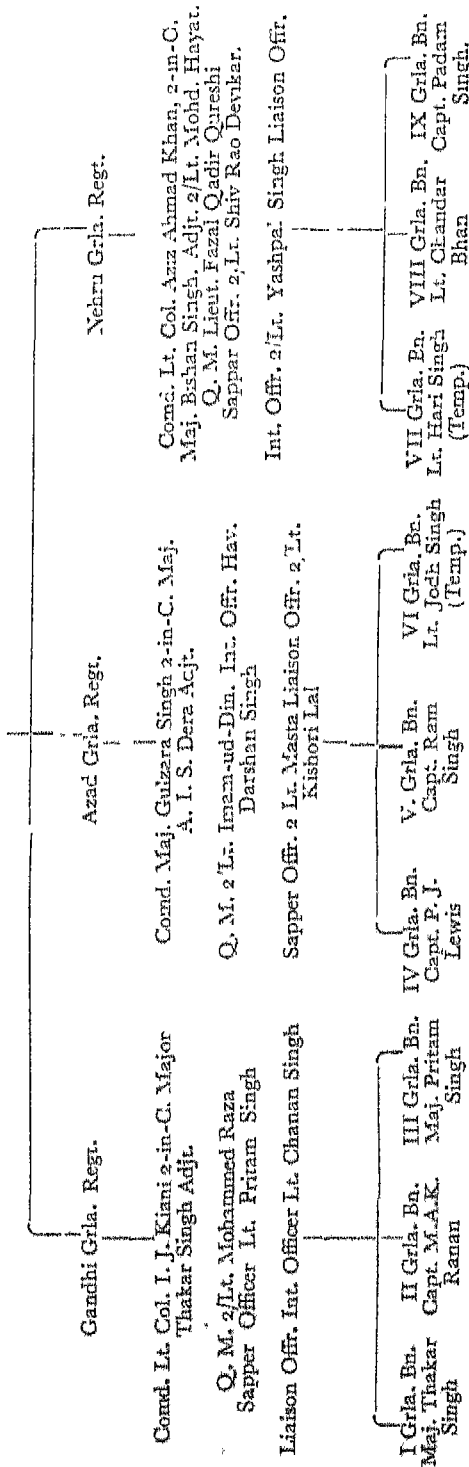 Gandhi Grla. Regt.
Comd. Lt. Col. I. J. Kiani 2-in-C. Major
Thakar Singh Adjt.
Q. M. 2/Lt. Mohammed Raza
Sapper Officer Lt. Pritam Singh
Liaison Offr. Int. Officer Lt. Chanan Singh
I Grla. Bn.
Maj. Thakar
Singh
II Grla. Bn.
Capt. M.A.K.
Ranan
III Grla. Bn.
Maj. Pritam
Singh
Azad Grla. Regt.
Comd. Maj. Gulzara Singh 2-in-C. Maj.
A. I. S. Dera Adjt.
Q. M. 2/Lt. Imam-ud-Din. Int. Offr. Hav.
Darshan Singh
Sapper Offr. 2 Lt. Masta Liaison Offr. 2/Lt.
Kishori Lal
IV Grla. Bn.
Capt. P. J-
Lewis
V. Grla. Bn.
Capt. Ram
Singh
VI Grla. Bn.
Lt. Jodh Singh
(Temp.)
Nehru Grla. Regt.
Comd. Lt. Col. Aziz Ahmad Khan, 2-in-C.
Maj. Bishan Singh. Adjt. 2/Lt. Mohd. Hayat.
Q. M. Lieut. Fazal Qadir Qureshi
Sappar Offr. 2/Lt. Shiv Rao Devikar.
Int. Offr. 2/Lt. Yashpal Singh Liaison Offr.
VII Grla. Bn.
Lt. Hari Singh
(Temp.)
VIII Grla. Bn.
Lt. Chandar
Bhan
IX Grla. Bn.
Capt. Padam
Singh.